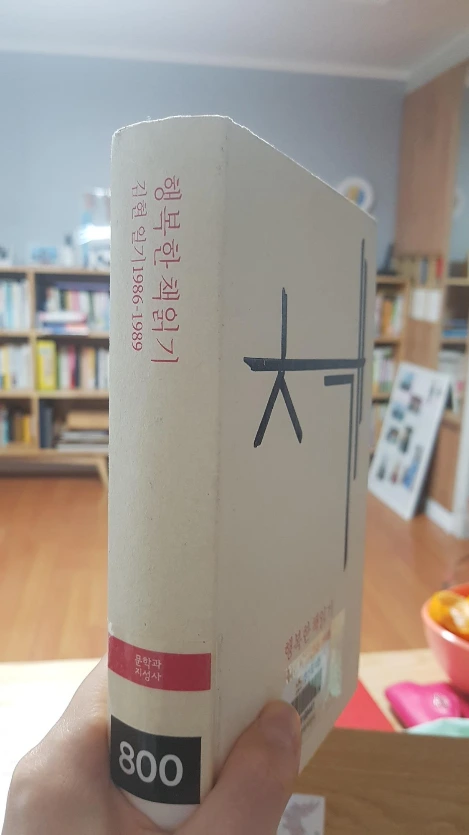 행복한 책읽기
김현 일기 1986-1989
문학과
지성사
800
행복한 책읽기